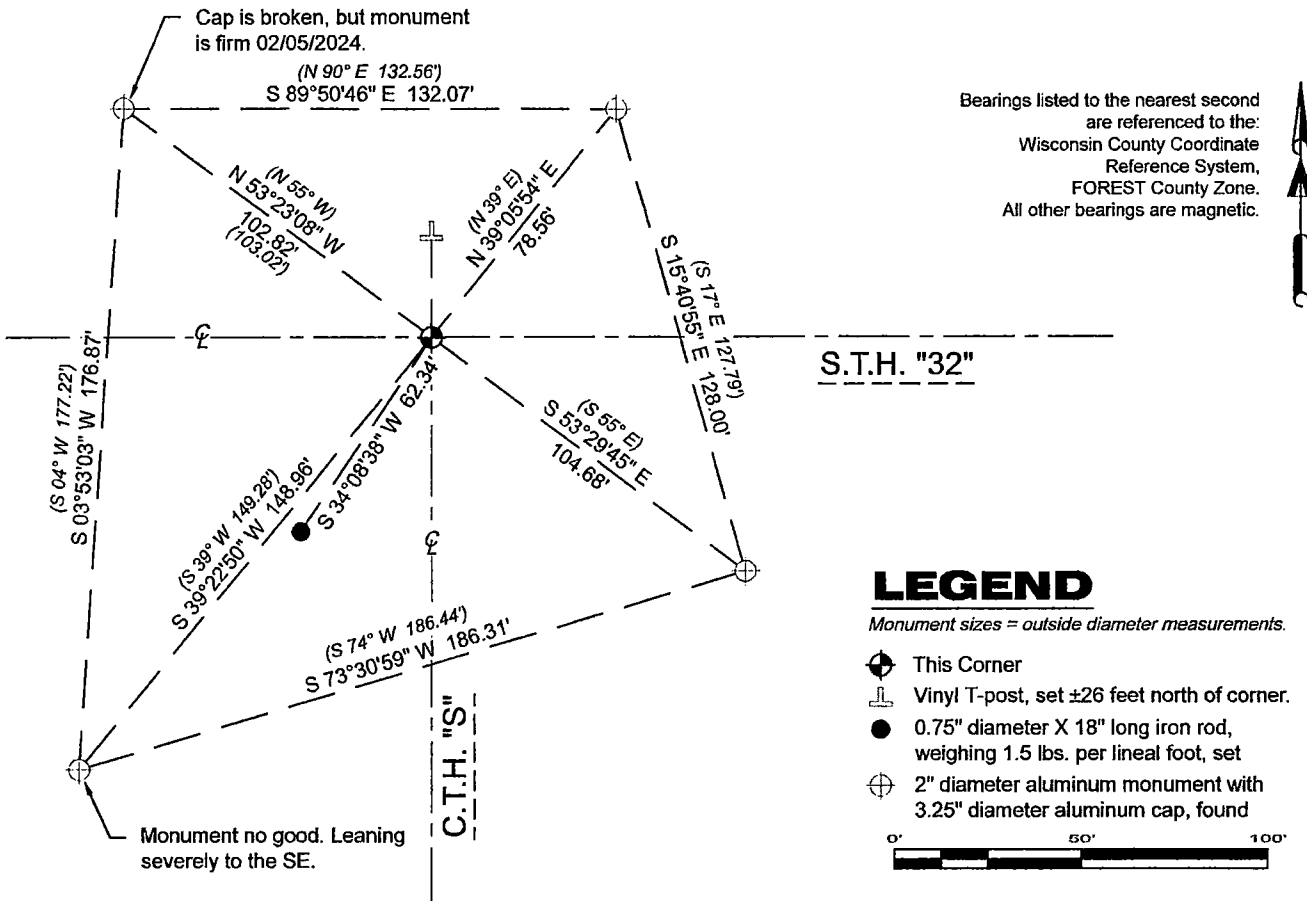 Cap is broken, but monument
is firm 02/05/2024.
(N 90° E 132.56')
S 89°50'46" E 132.07'
Bearings listed to the nearest second
are referenced to the:
Wisconsin County Coordinate
Reference System,
FOREST County Zone.
All other bearings are magnetic.
(N 55° W)
N 53°23'08" W
102.82'
(103.02')
(N 39° E)
N 39°05'54" E
78.56'
(S 17° E 127.79')
S 15°40'55" E 128.00'
℄
S.T.H. "32"
(S 04° W 177.22')
S 03°53'03" W 176.87'
(S 39° W 149.28')
S 39°22'50" W 148.96'
S 34°08'38" W 62.34'
(S 55° E)
S 53°29'45" E
104.68'
℄
(S 74° W 186.44')
S 73°30'59" W 186.31'
C.T.H. "S"
Monument no good. Leaning
severely to the SE.
LEGEND
Monument sizes = outside diameter measurements.
This Corner
Vinyl T-post, set ±26 feet north of corner.
0.75" diameter X 18" long iron rod,
weighing 1.5 lbs. per lineal foot, set
2" diameter aluminum monument with
3.25" diameter aluminum cap, found
0' 50' 100'